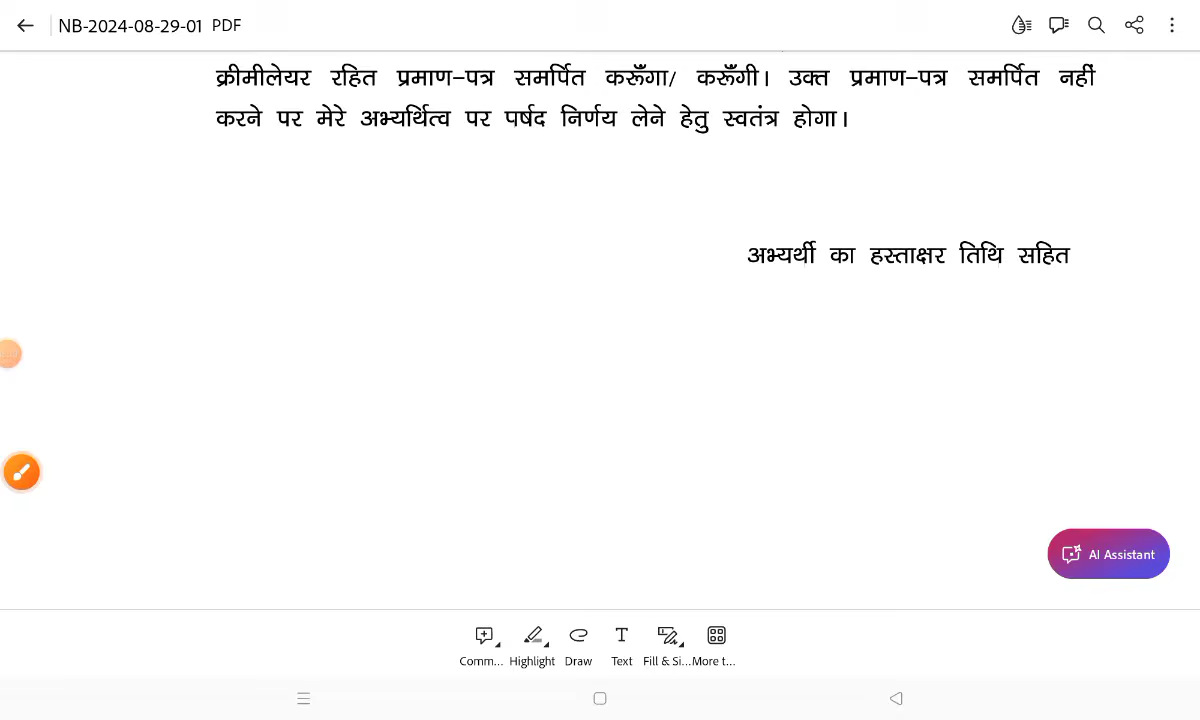 NB-2024-08-29-01 PDF
क्रीमीलेयर रहित प्रमाण-पत्र समर्पित करूँगा/ करूँगी। उक्त प्रमाण-पत्र समर्पित नहीं
करने पर मेरे अभ्यर्थित्व पर पर्षद निर्णय लेने हेतु स्वतंत्र होगा।
अभ्यर्थी का हस्ताक्षर तिथि सहित
AI Assistant
Comm... Highlight Draw Text Fill & Si... More t...